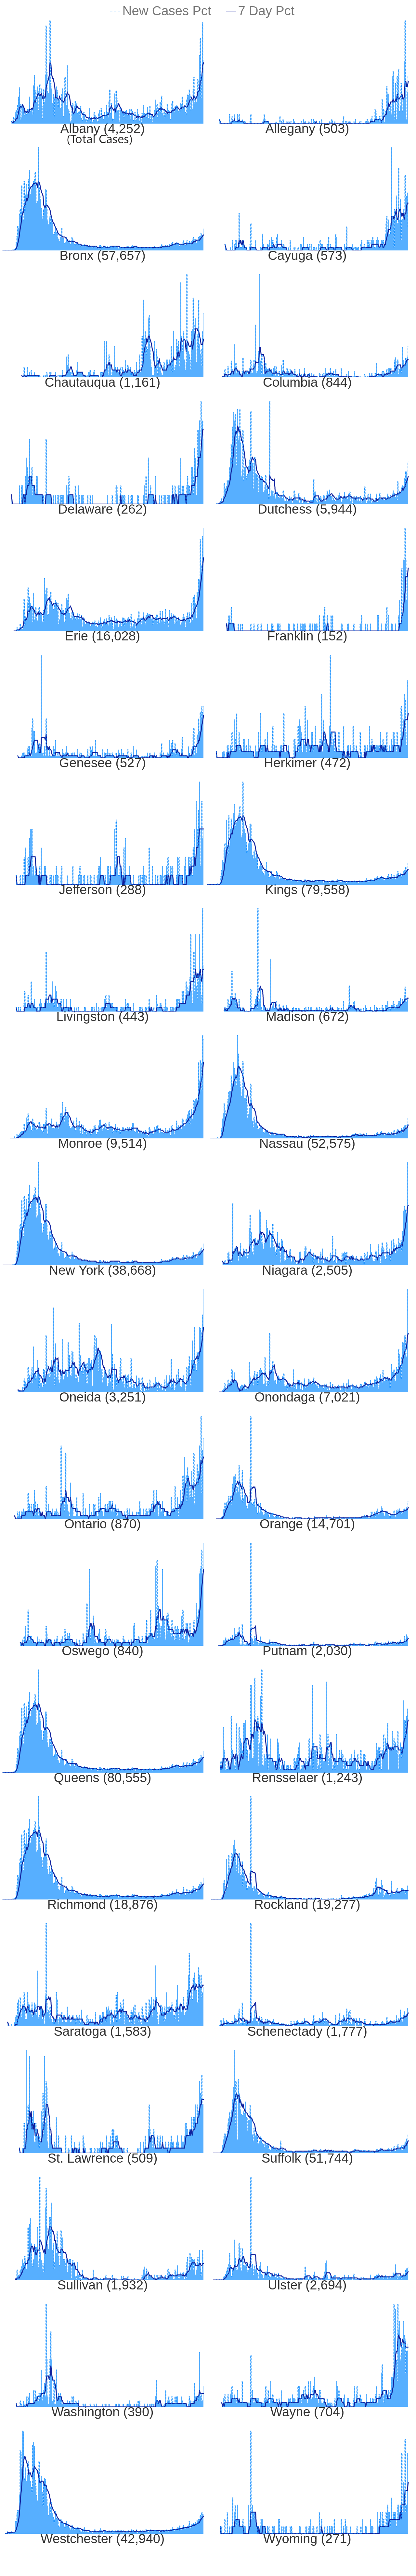 New Cases Pct 7 Day Pct
Albany (4,252) Allegany (503)
(Total Cases)
Bronx (57,657) Cayuga (573)
Chautauqua (1,161) Columbia (844)
Delaware (262) Dutchess (5,944)
Erie (16,028) Franklin (152)
Genesee (527) Herkimer (472)
Jefferson (288) Kings (79,558)
Livingston (443) Madison (672)
Monroe (9,514) Nassau (52,575)
New York (38,668) Niagara (2,505)
Oneida (3,251) Onondaga (7,021)
Ontario (870) Orange (14,701)
Oswego (840) Putnam (2,030)
Queens (80,555) Rensselaer (1,243)
Richmond (18,876) Rockland (19,277)
Saratoga (1,583) Schenectady (1,777)
St. Lawrence (509) Suffolk (51,744)
Sullivan (1,932) Ulster (2,694)
Washington (390) Wayne (704)
Westchester (42,940) Wyoming (271)